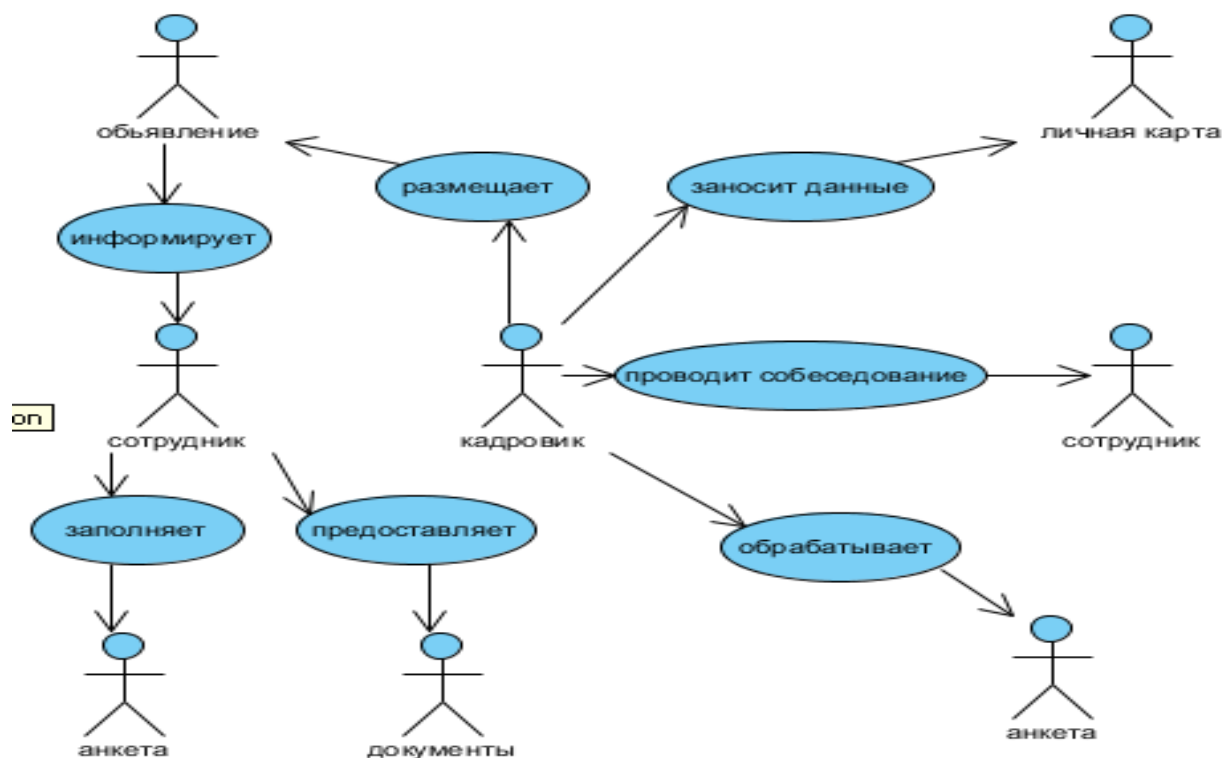 обьявление
личная карта
размещает
заносит данные
информирует
проводит собеседование
on
сотрудник
кадровик
сотрудник
заполняет
предоставляет
обрабатывает
анкета
документы
анкета